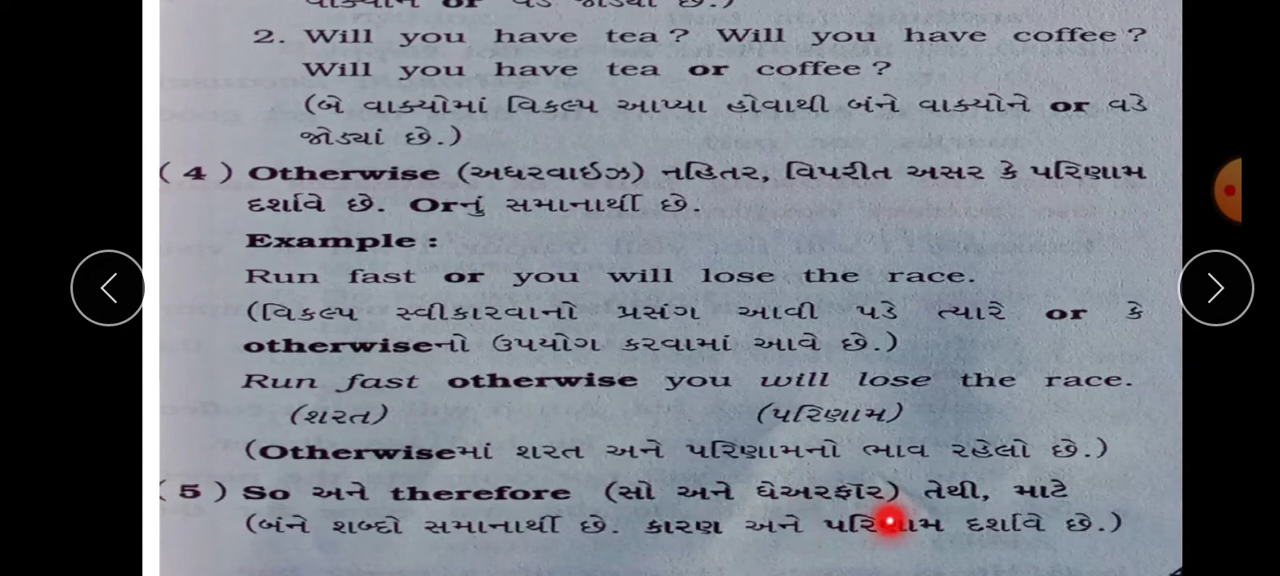 or
2. Will you have tea ? Will you have coffee ?
Will you have tea or coffee ?
(બે વાક્યોમાં વિકલ્પ આપ્યા હોવાથી બંને વાક્યોને or વડે
જોડ્યાં છે.)
( 4 ) Otherwise (અધરવાઈઝ) નહિતર, વિપરીત અસર કે પરિણામ
દર્શાવે છે. Orનું સમાનાર્થી છે.
Example :
Run fast or you will lose the race.
(વિકલ્પ સ્વીકારવાનો પ્રસંગ આવી પડે ત્યારે or કે
otherwiseનો ઉપયોગ કરવામાં આવે છે.)
Run fast otherwise you will lose the race.
(શરત) (પરિણામ)
(Otherwiseમાં શરત અને પરિણામનો ભાવ રહેલો છે.)
( 5 ) So અને therefore (સો અને ધેઅરફૉર) તેથી, માટે
(બંને શબ્દો સમાનાર્થી છે. કારણ અને પરિણામ દર્શાવે છે.)